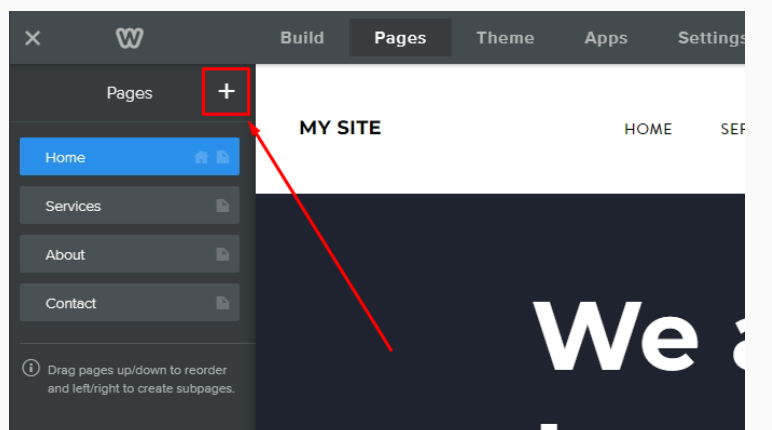 Build Pages Theme Apps Settings
Pages +
MY SITE HOME SER
Home
Services
About
Contact
We a
Drag pages up/down to reorder
and left/right to create subpages.